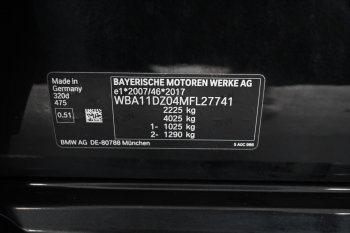 BAYERISCHE MOTOREN WERKE AG
e1*2007/46*2017
WBA11DZ04MFL27741
2225 kg
4025 kg
1- 1025 kg
2- 1290 kg
Made in
Germany
320d
475
0.51
BMW AG DE-80788 München